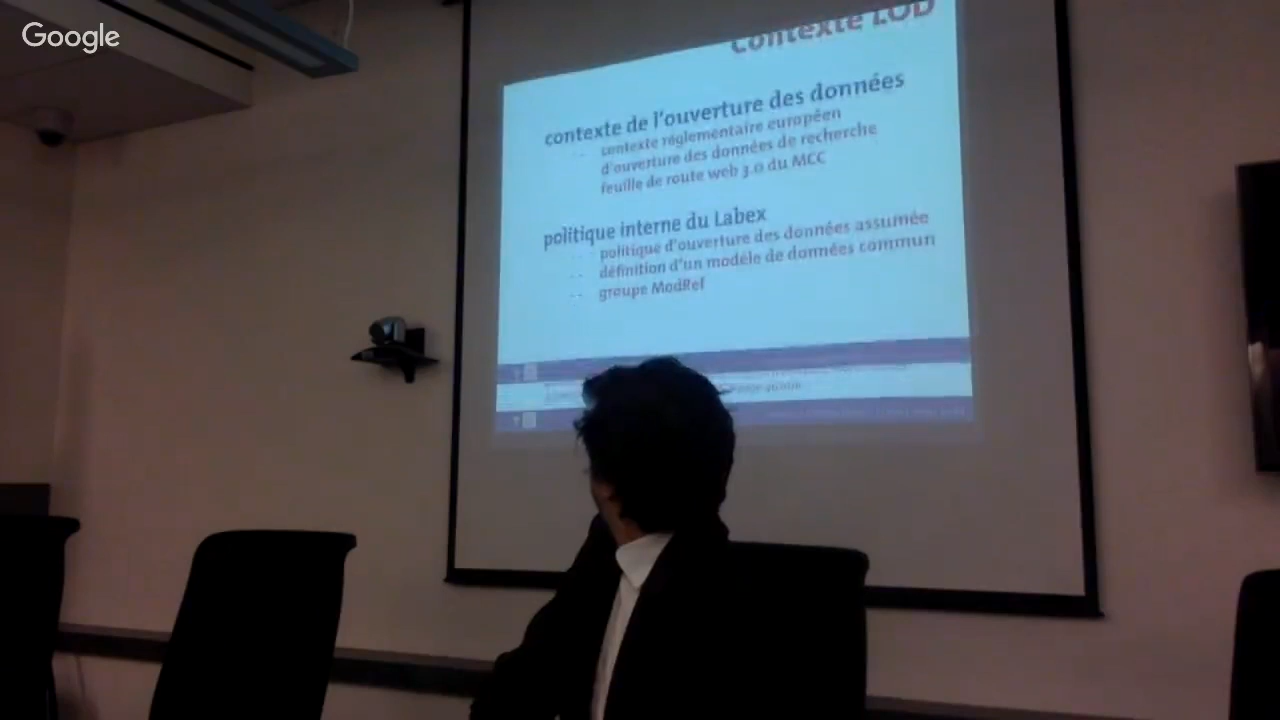 Google
Contexte LOD
contexte de l'ouverture des données
-- contexte réglementaire européen
d'ouverture des données de recherche
feuille de route web 3.0 du MCC
politique interne du Labex
-- politique d'ouverture des données assumée
-- définition d'un modèle de données commun
-- groupe ModRef